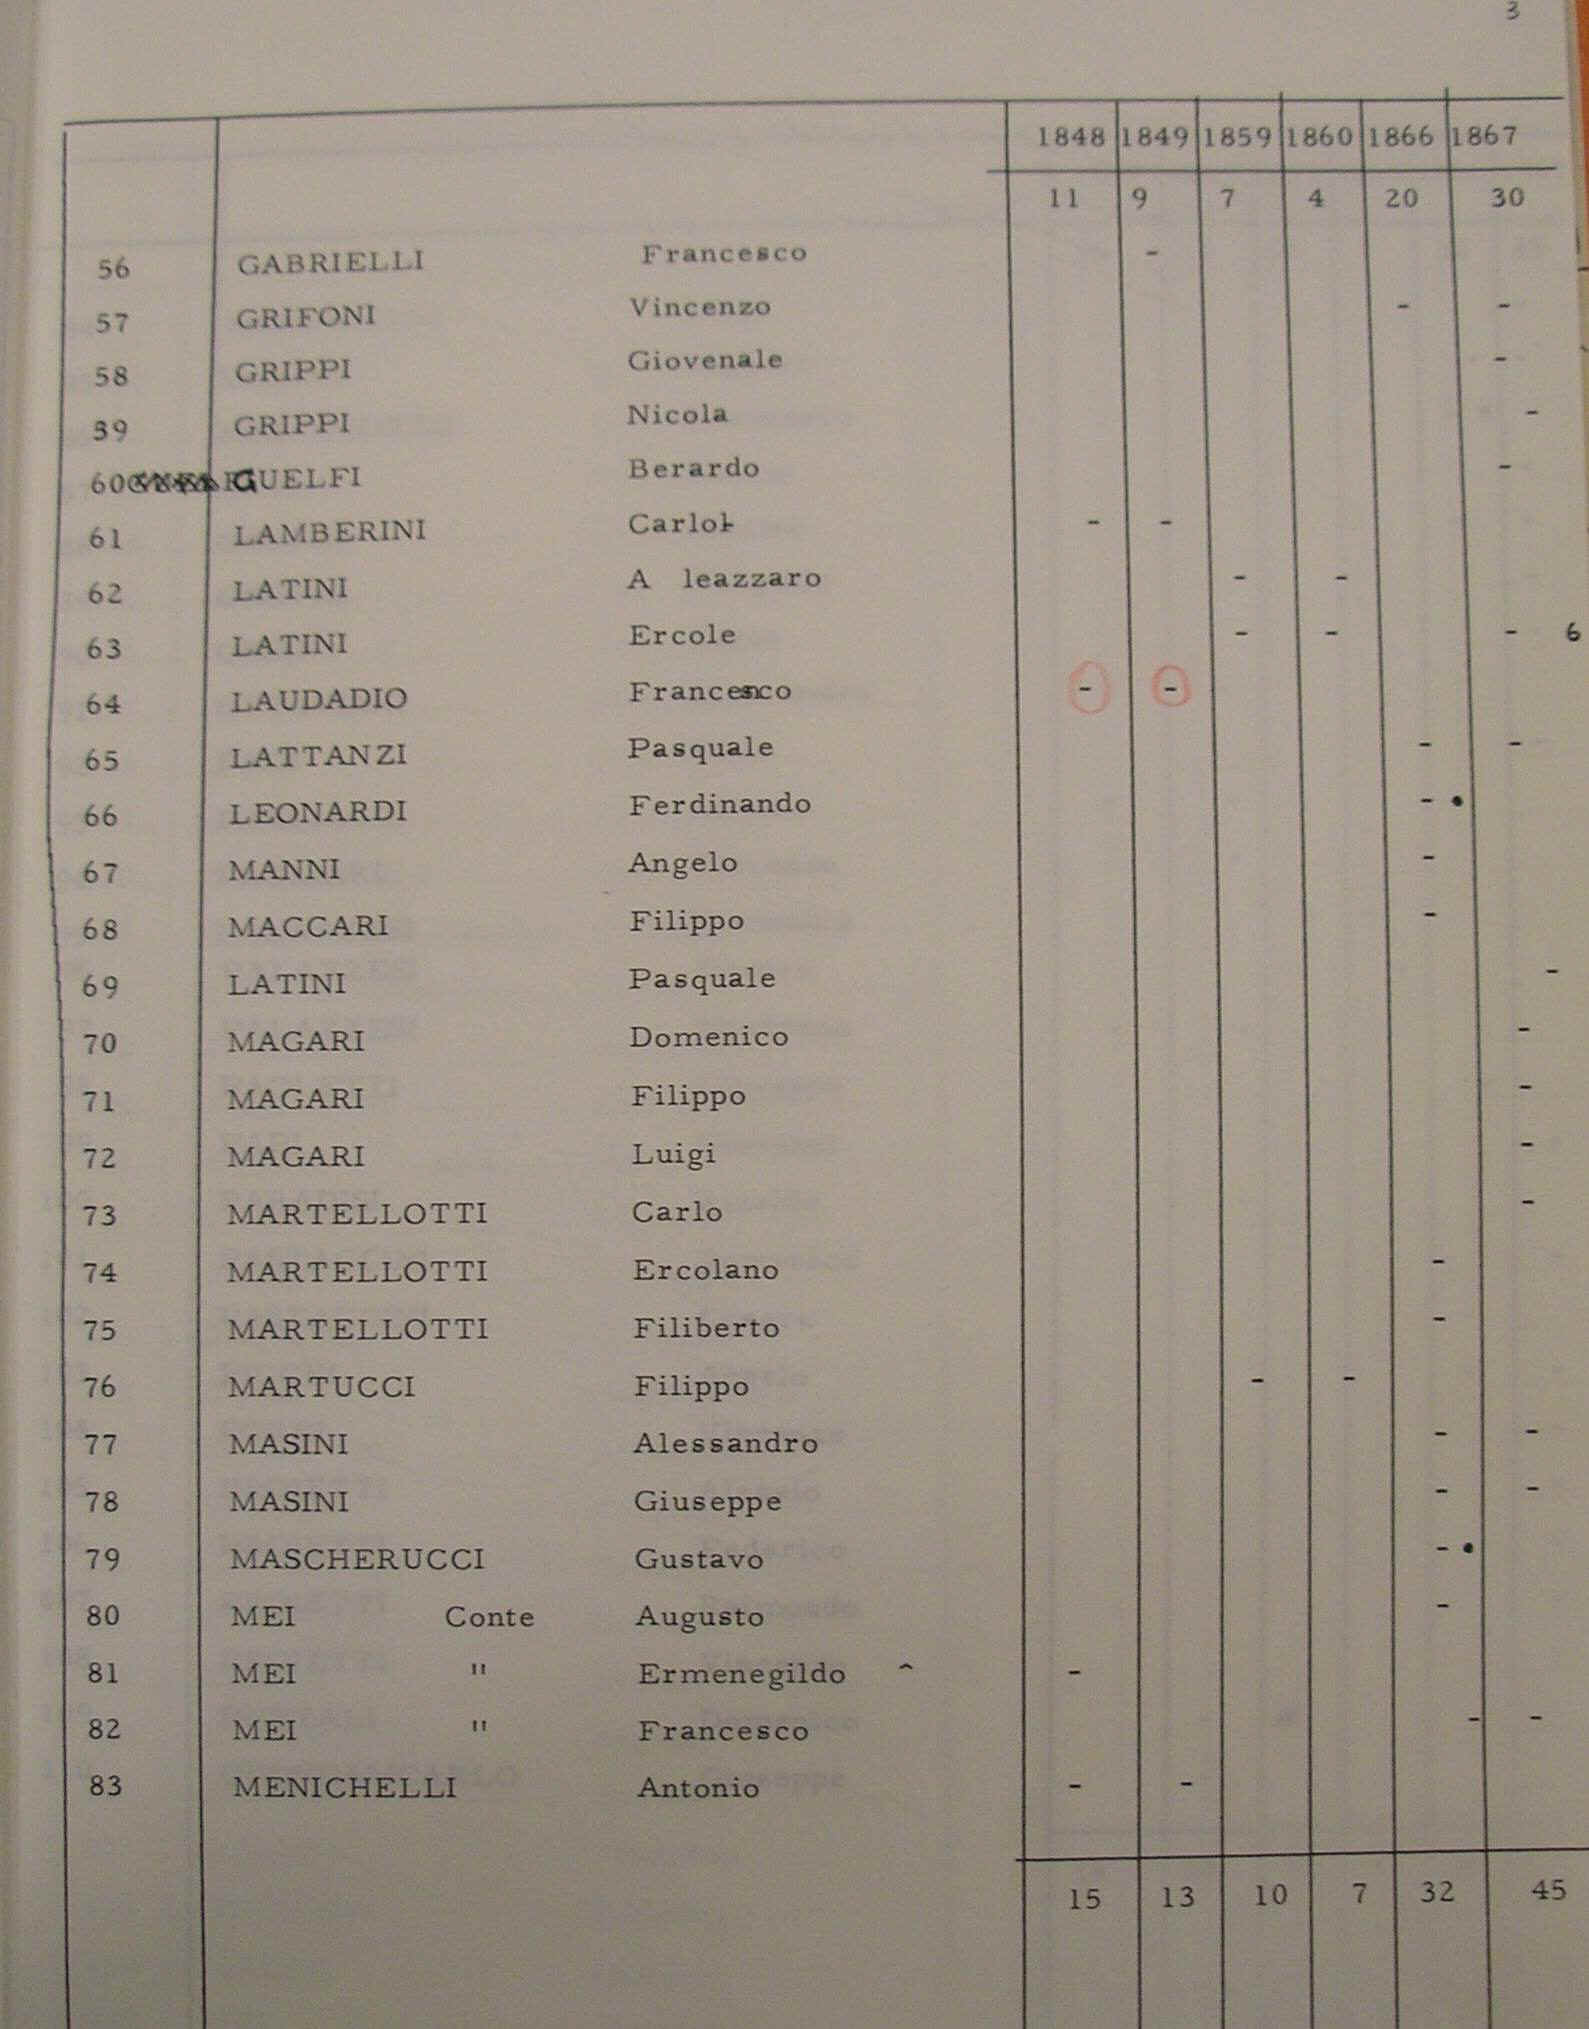 3
1848 1849 1859 1860 1866 1867
11 9 7 4 20 30
56 GABRIELLI Francesco -
57 GRIFONI Vincenzo - -
58 GRIPPI Giovenale -
39 GRIPPI Nicola -
60 GUELFI Berardo -
61 LAMBERINI Carlo - -
62 LATINI A leazzaro - -
63 LATINI Ercole - - - 6
64 LAUDADIO Francesco - -
65 LATTANZI Pasquale - -
66 LEONARDI Ferdinando - •
67 MANNI Angelo -
68 MACCARI Filippo -
69 LATINI Pasquale -
70 MAGARI Domenico -
71 MAGARI Filippo -
72 MAGARI Luigi -
73 MARTELLOTTI Carlo -
74 MARTELLOTTI Ercolano -
75 MARTELLOTTI Filiberto -
76 MARTUCCI Filippo - -
77 MASINI Alessandro - -
78 MASINI Giuseppe - -
79 MASCHERUCCI Gustavo - •
80 MEI Conte Augusto -
81 MEI " Ermenegildo -
82 MEI " Francesco - -
83 MENICHELLI Antonio - -
15 13 10 7 32 45